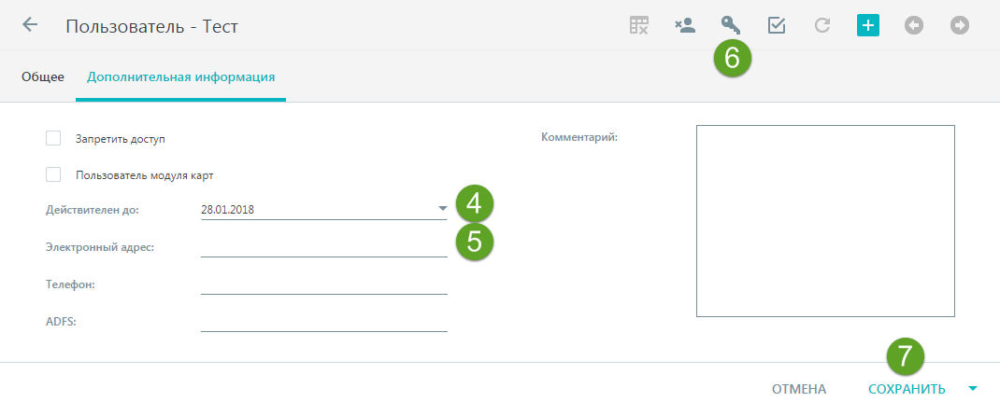 Пользователь - Тест
6
Общее Дополнительная информация
Запретить доступ
Комментарий:
Пользователь модуля карт
Действителен до: 28.01.2018 4
Электронный адрес: 5
Телефон:
ADFS:
7
ОТМЕНА СОХРАНИТЬ